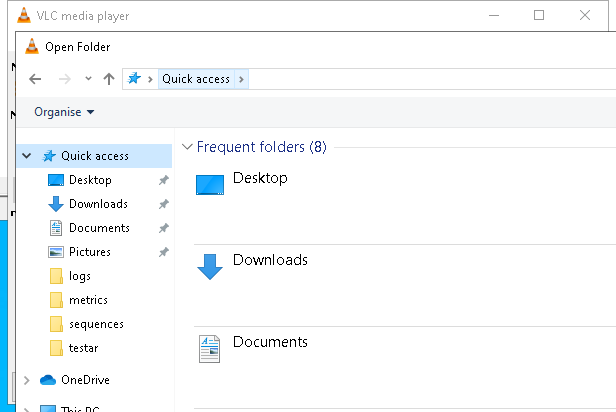 VLC media player
Open Folder
Quick access
Organise
Quick access
Desktop
Downloads
Documents
Pictures
logs
metrics
sequences
testar
OneDrive
This PC
Frequent folders (8)
Desktop
Downloads
Documents